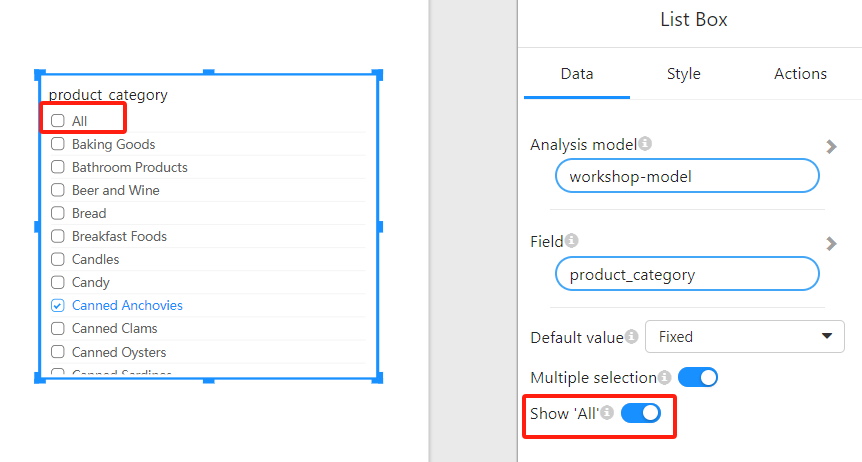 List Box
product_category
All
Baking Goods
Bathroom Products
Beer and Wine
Bread
Breakfast Foods
Candles
Candy
Canned Anchovies
Canned Clams
Canned Oysters
Canned Sardines
Data Style Actions
Analysis model
workshop-model
Field
product_category
Default value Fixed
Multiple selection
Show 'All'